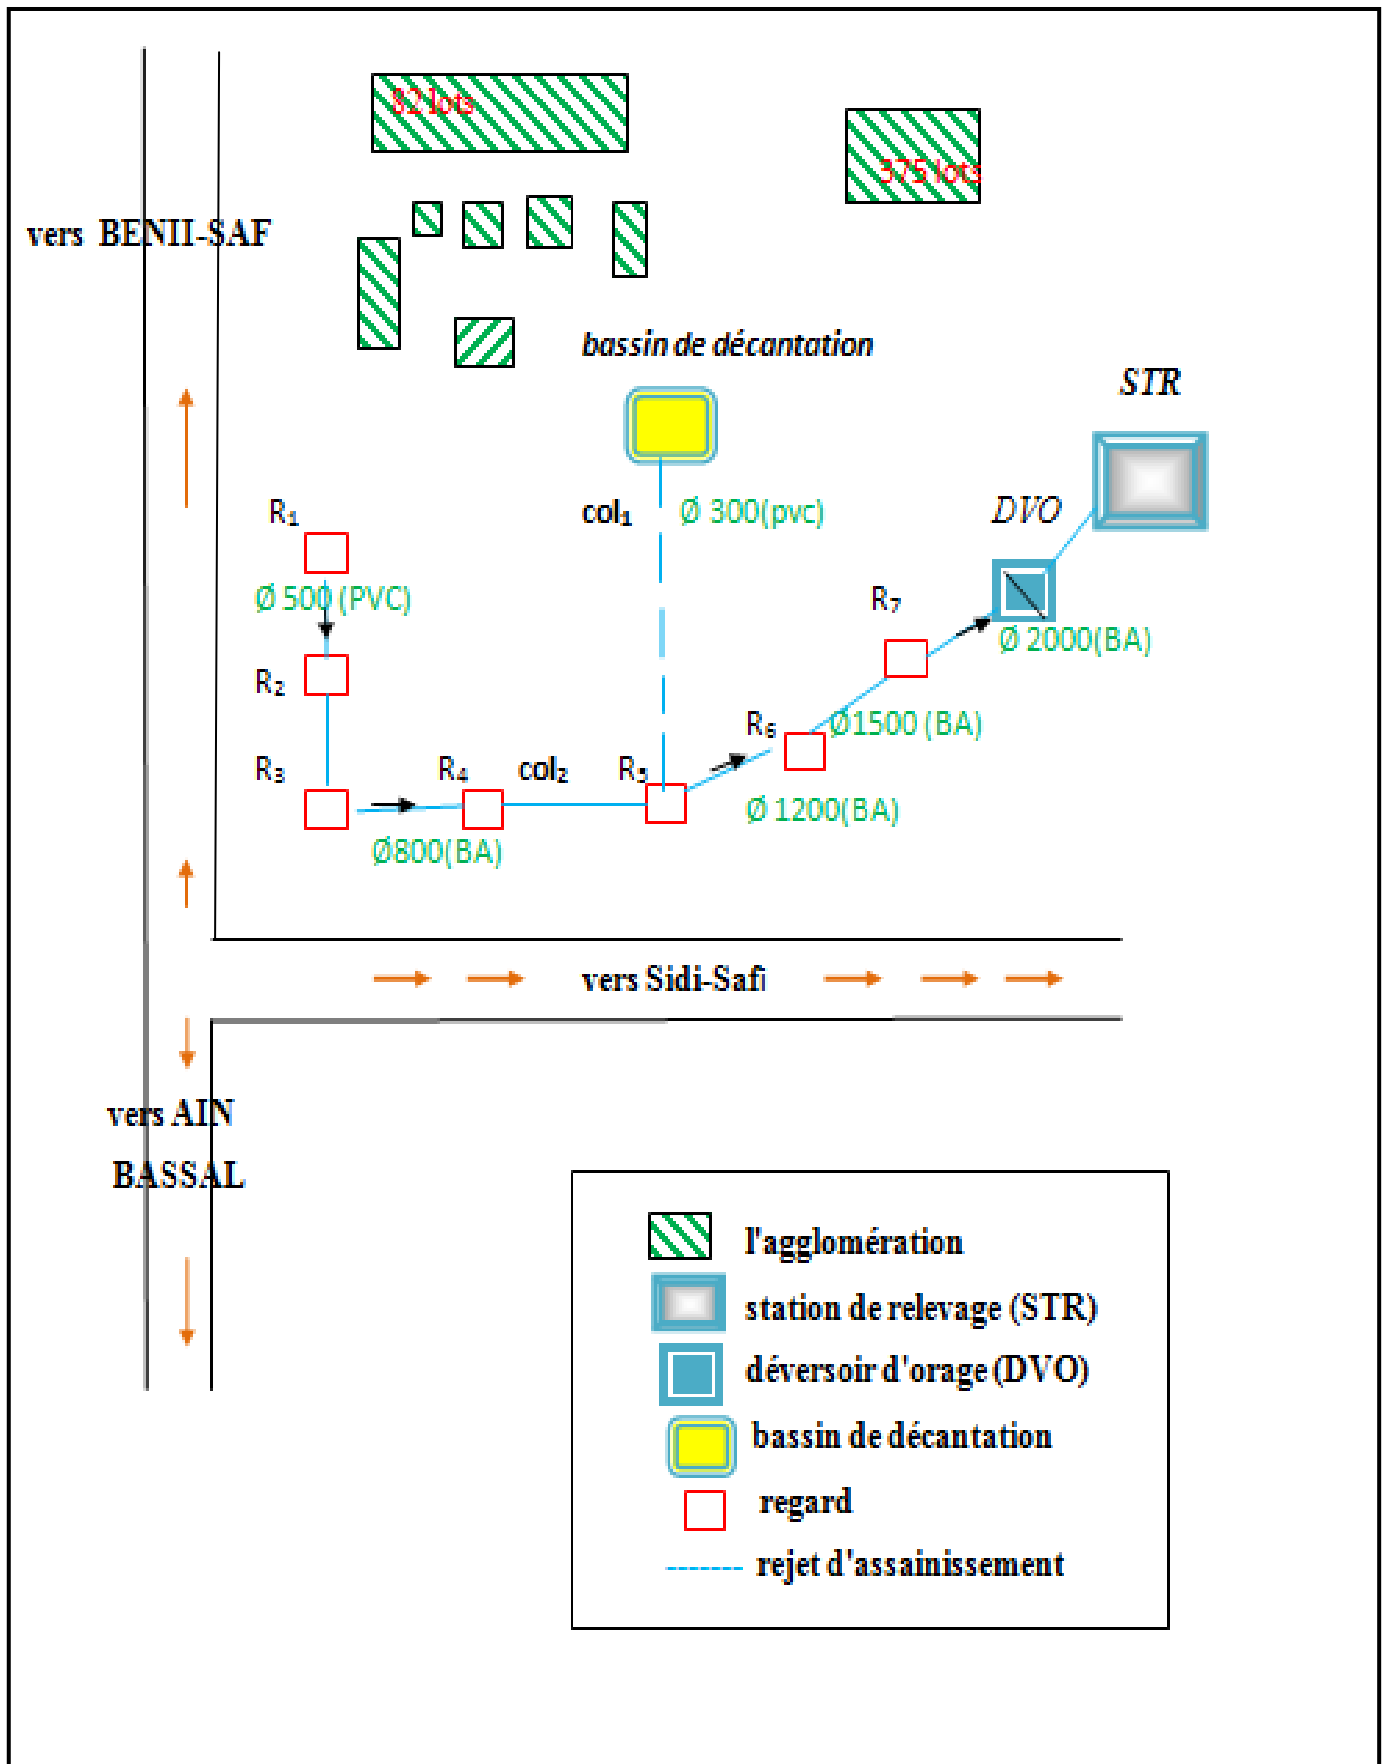 82 lots
375 lots
vers BENII-SAF
bassin de décantation
STR
R₁
col₁
Ø 300(pvc)
DVO
Ø 500 (PVC)
R₇
Ø 2000(BA)
R₂
R₆
Ø1500 (BA)
R₃
R₄
col₂
R₅
Ø 1200(BA)
Ø800(BA)
vers Sidi-Safi
vers AIN
BASSAL
l'agglomération
station de relevage (STR)
déversoir d'orage (DVO)
bassin de décantation
regard
rejet d'assainissement